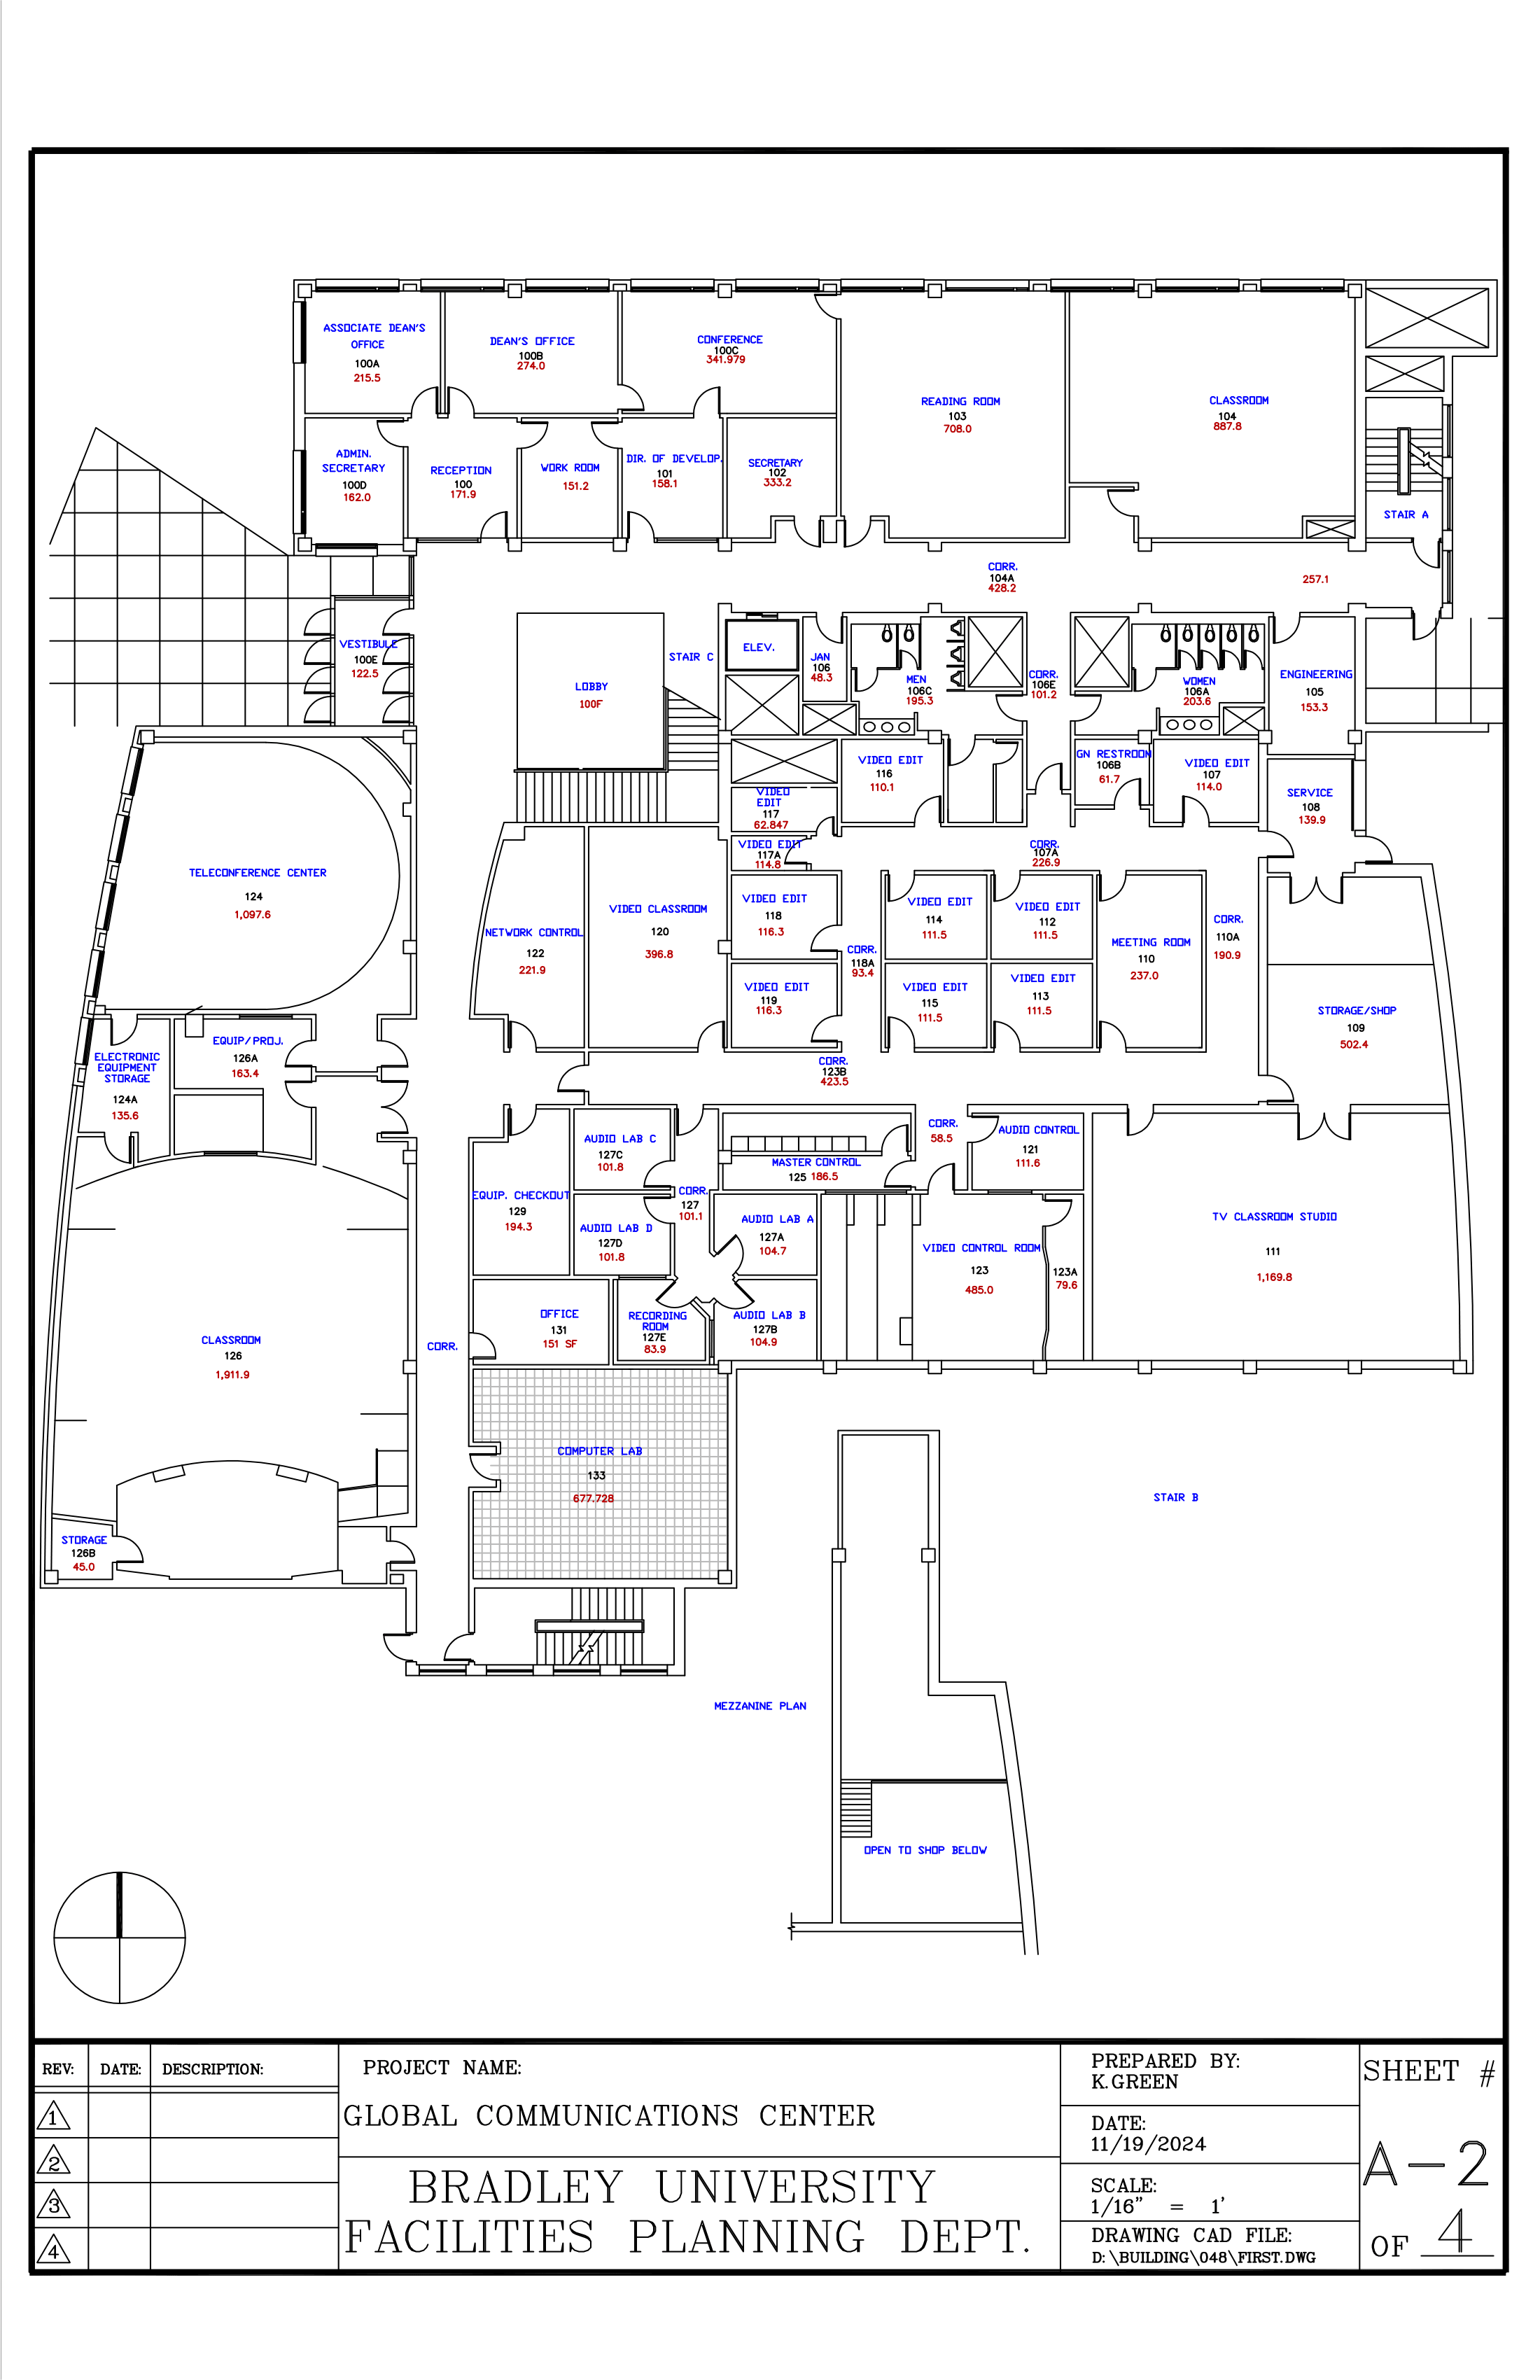 ASSOCIATE DEAN'S
OFFICE
100A
215.5
DEAN'S OFFICE
100B
274.0
CONFERENCE
100C
341.979
READING ROOM
103
708.0
CLASSROOM
104
887.8
ADMIN.
SECRETARY
100D
162.0
RECEPTION
100
171.9
WORK ROOM
151.2
DIR. OF DEVELOP.
101
158.1
SECRETARY
102
333.2
STAIR A
CORR.
104A
428.2
257.1
VESTIBULE
100E
122.5
LOBBY
100F
STAIR C
ELEV.
JAN
106
48.3
MEN
106C
195.3
CORR.
106E
101.2
WOMEN
106A
203.6
ENGINEERING
105
153.3
VIDEO EDIT
116
110.1
GN RESTROOM
106B
61.7
VIDEO EDIT
107
114.0
SERVICE
108
139.9
VIDEO
EDIT
117
62.847
VIDEO EDIT
117A
114.8
CORR.
107A
226.9
TELECONFERENCE CENTER
124
1,097.6
NETWORK CONTROL
122
221.9
VIDEO CLASSROOM
120
396.8
VIDEO EDIT
118
116.3
VIDEO EDIT
114
111.5
VIDEO EDIT
112
111.5
CORR.
118A
93.4
MEETING ROOM
110
237.0
CORR.
110A
190.9
VIDEO EDIT
119
116.3
VIDEO EDIT
115
111.5
VIDEO EDIT
113
111.5
STORAGE/SHOP
109
502.4
ELECTRONIC
EQUIPMENT
STORAGE
124A
135.6
EQUIP/PROJ.
126A
163.4
CORR.
123B
423.5
AUDIO LAB C
127C
101.8
MASTER CONTROL
125 186.5
CORR.
58.5
AUDIO CONTROL
121
111.6
EQUIP. CHECKOUT
129
194.3
AUDIO LAB D
127D
101.8
CORR.
127
101.1
AUDIO LAB A
127A
104.7
VIDEO CONTROL ROOM
123
485.0
123A
79.6
TV CLASSROOM STUDIO
111
1,169.8
OFFICE
131
151 SF
RECORDING
ROOM
127E
83.9
AUDIO LAB B
127B
104.9
CLASSROOM
126
1,911.9
CORR.
COMPUTER LAB
133
677.728
STAIR B
STORAGE
126B
45.0
MEZZANINE PLAN
OPEN TO SHOP BELOW
REV: DATE: DESCRIPTION:
1
2
3
4
PROJECT NAME:
GLOBAL COMMUNICATIONS CENTER
BRADLEY UNIVERSITY
FACILITIES PLANNING DEPT.
PREPARED BY:
K.GREEN
DATE:
11/19/2024
SCALE:
1/16" = 1'
DRAWING CAD FILE:
D:\BUILDING\048\FIRST.DWG
SHEET #
A-2
OF 4